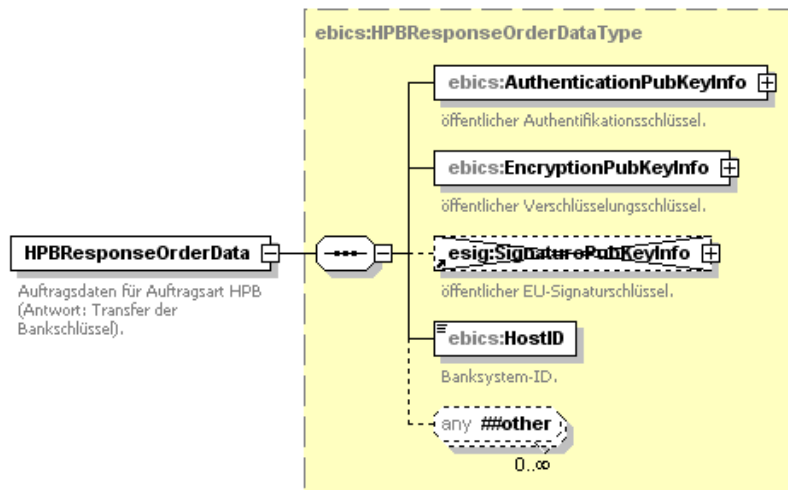 ebics:HPBResponseOrderDataType
ebics:AuthenticationPubKeyInfo
öffentlicher Authentifikationsschlüssel.
ebics:EncryptionPubKeyInfo
öffentlicher Verschlüsselungsschlüssel.
HPBResponseOrderData
Auftragsdaten für Auftragsart HPB
(Antwort: Transfer der
Bankschlüssel).
esig:SignaturePubKeyInfo
öffentlicher EU-Signaturschlüssel.
ebics:HostID
Banksystem-ID.
any ##other
0..∞